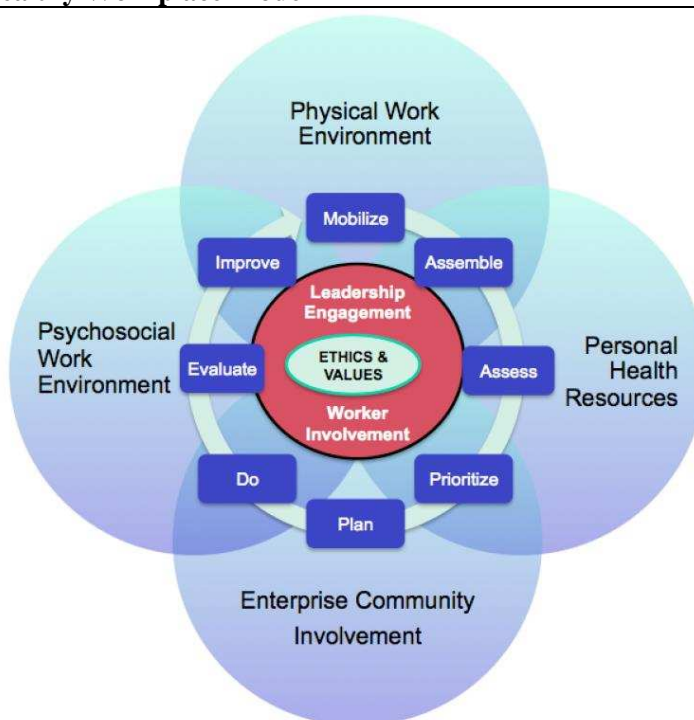 Physical Work
Environment
Mobilize
Improve
Assemble
Leadership
Engagement
Psychosocial
Work
Environment
Evaluate
ETHICS &
VALUES
Assess
Personal
Health
Resources
Worker
Involvement
Do
Prioritize
Plan
Enterprise Community
Involvement